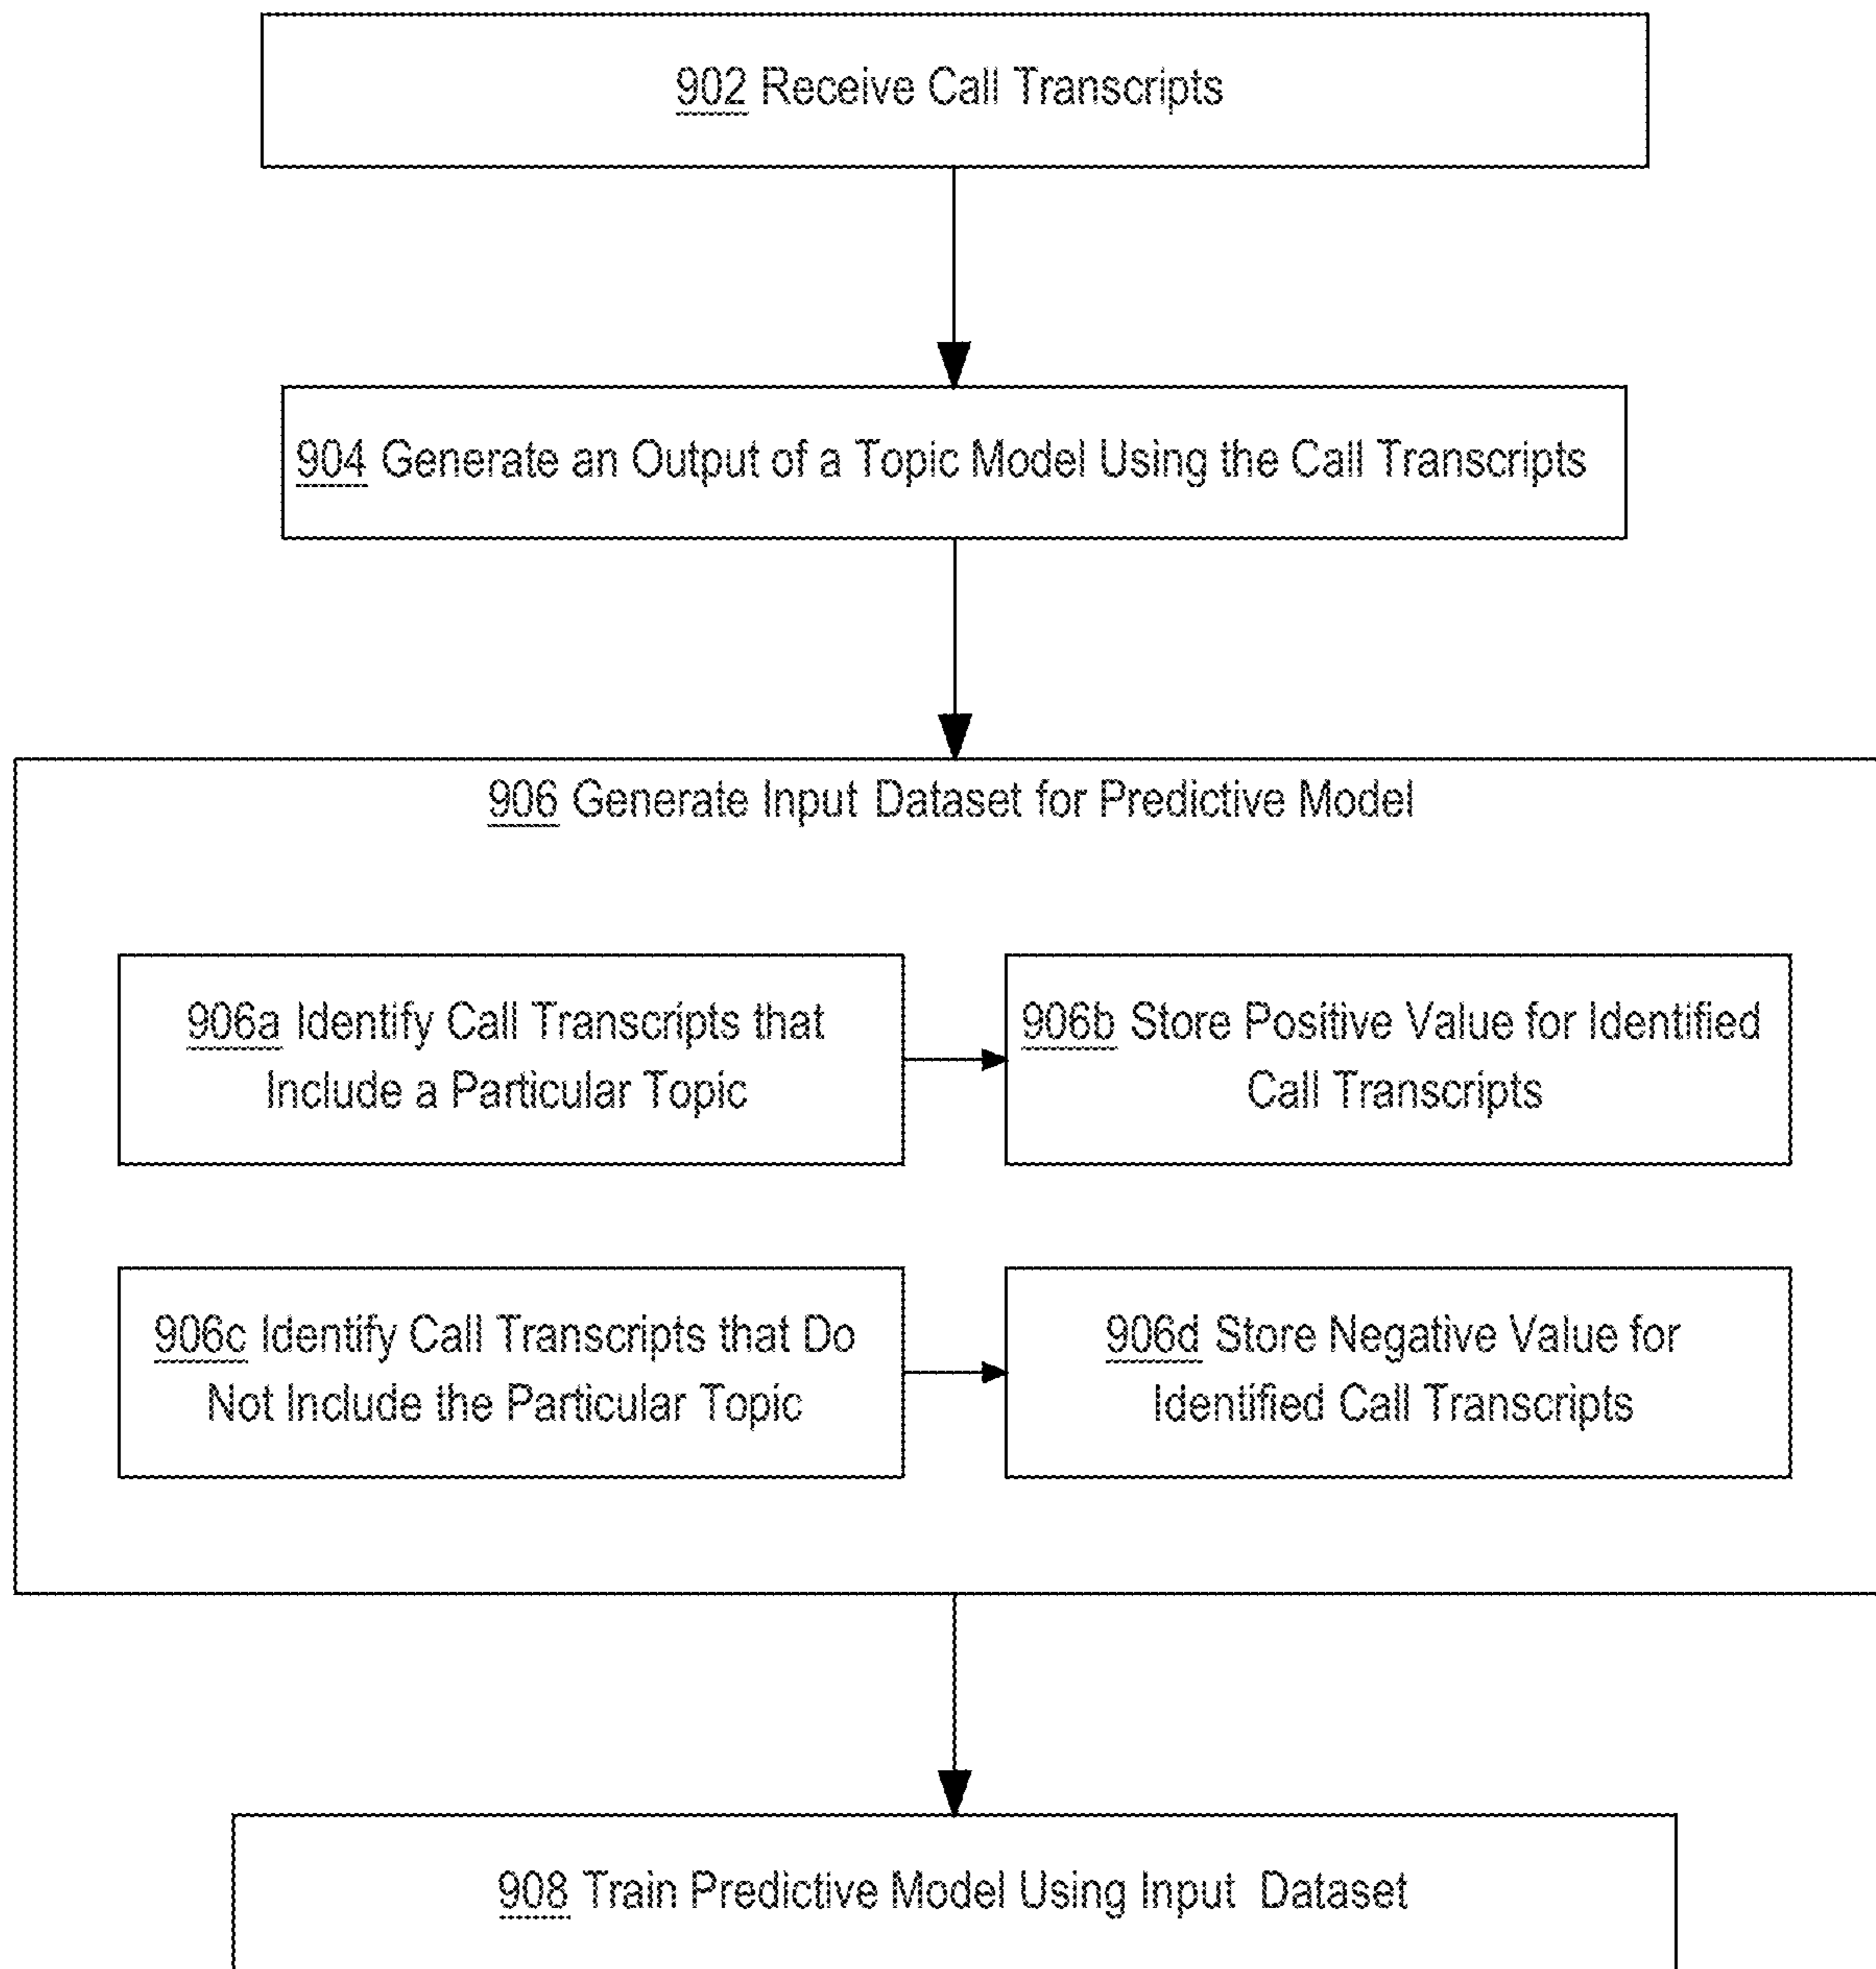 902 Receive Call Transcripts
904 Generate an Output of a Topic Model Using the Call Transcripts
906 Generate Input Dataset for Predictive Model
906a Identify Call Transcripts that
Include a Particular Topic
906b Store Positive Value for Identified
Call Transcripts
906c Identify Call Transcripts that Do
Not Include the Particular Topic
906d Store Negative Value for
Identified Call Transcripts
908 Train Predictive Model Using Input Dataset